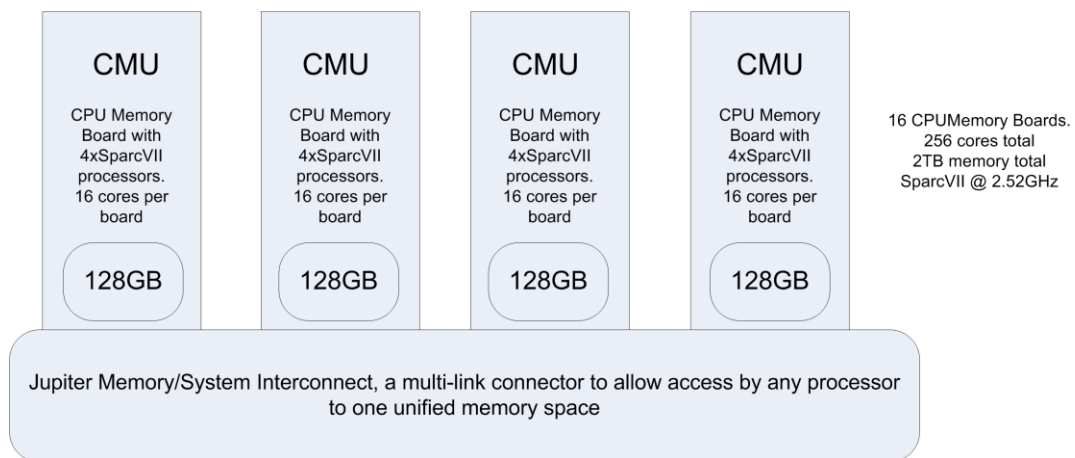 CMU
CPU Memory
Board with
4xSparcVII
processors.
16 cores per
board
128GB
CMU
CPU Memory
Board with
4xSparcVII
processors.
16 cores per
board
128GB
CMU
CPU Memory
Board with
4xSparcVII
processors.
16 cores per
board
128GB
CMU
CPU Memory
Board with
4xSparcVII
processors.
16 cores per
board
128GB
16 CPUMemory Boards.
256 cores total
2TB memory total
SparcVII @ 2.52GHz
Jupiter Memory/System Interconnect, a multi-link connector to allow access by any processor
to one unified memory space